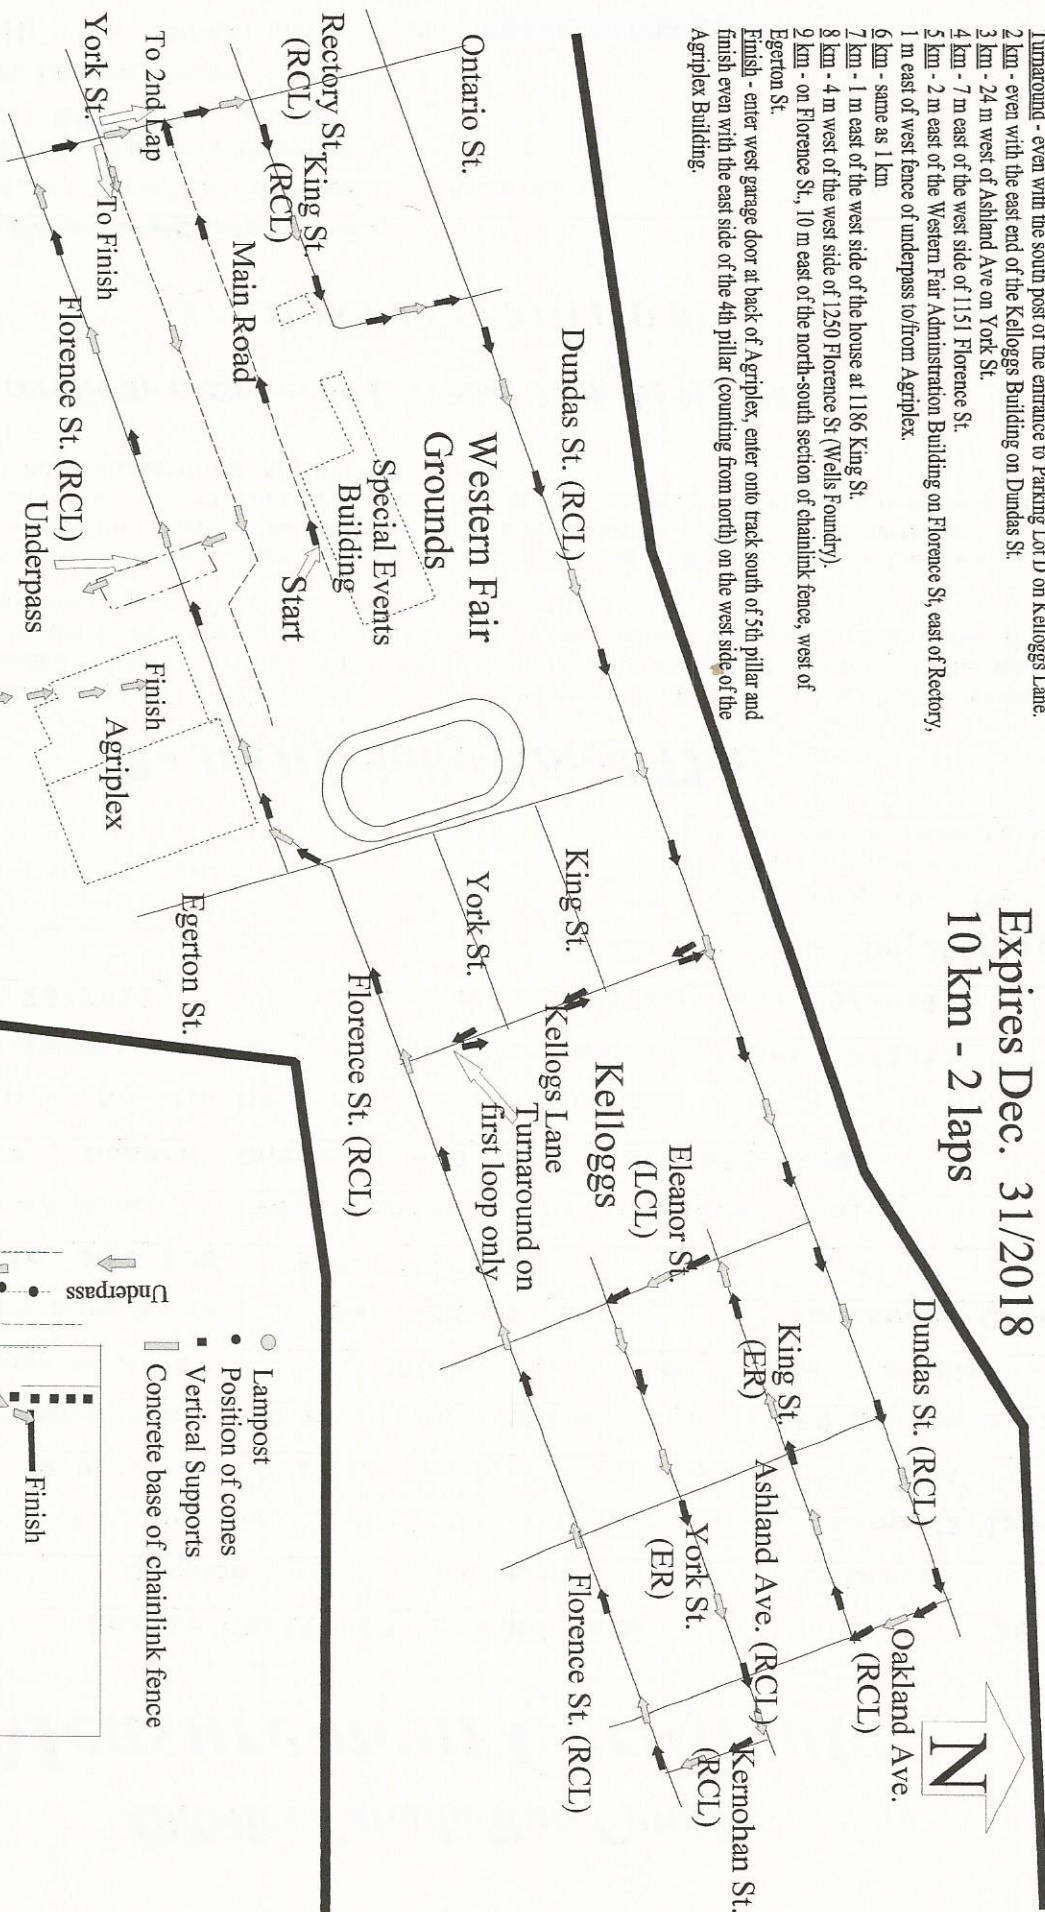 Turnaround - even with the south post of the entrance to Parking Lot D on Kelloggs Lane.
2 km - even with the east end of the Kelloggs Building on Dundas St.
3 km - 24 m west of Ashland Ave on York St.
4 km - 7 m east of the west side of 1151 Florence St.
5 km - 2 m east of the Western Fair Adminstration Building on Florence St, east of Rectory,
1 m east of west fence of underpass to/from Agriplex.
6 km - same as 1 km
7 km - 1 m east of the west side of the house at 1186 King St.
8 km - 4 m west of the west side of 1250 Florence St (Wells Foundry).
9 km - on Florence St., 10 m east of the north-south section of chainlink fence, west of
Egerton St.
Finish - enter west garage door at back of Agriplex, enter onto track south of 5th pillar and
finish even with the east side of the 4th pillar (counting from north) on the west side of the
Agriplex Building.
Expires Dec. 31/2018
10 km - 2 laps
N
Ontario St.
Rectory St.
(RCL)
King St.
(RCL)
To 2nd Lap
York St.
To Finish
Main Road
Florence St. (RCL)
Underpass
Dundas St. (RCL)
Western Fair
Grounds
Special Events
Building
Start
Finish
Agriplex
King St.
York St.
Egerton St.
Florence St. (RCL)
Kellogs Lane
Kelloggs
Turnaround on
first loop only
Eleanor St.
(LCL)
Dundas St. (RCL)
King St.
(ER)
Ashland Ave. (RCL)
York St.
(ER)
Florence St. (RCL)
Oakland Ave.
(RCL)
Kernohan St.
(RCL)
Underpass
Lampost
Position of cones
Vertical Supports
Concrete base of chainlink fence
Finish